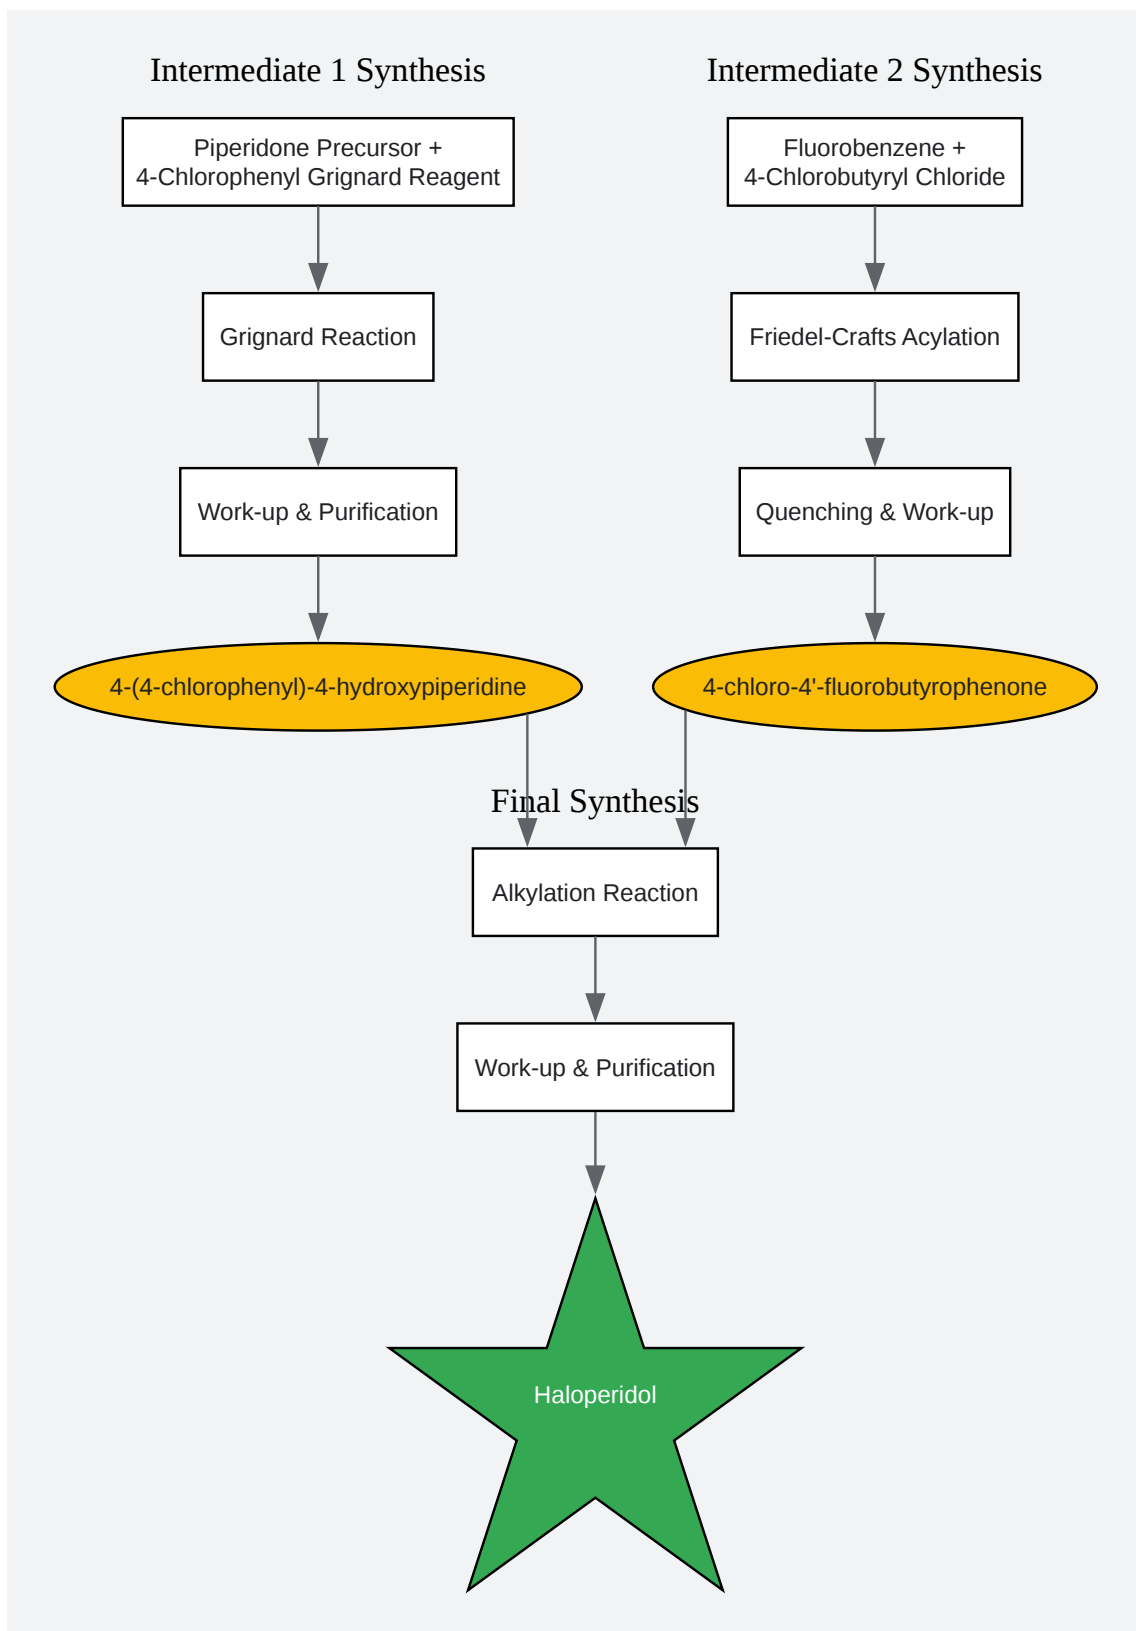 Intermediate 1 Synthesis
Piperidone Precursor +
4-Chlorophenyl Grignard Reagent
Grignard Reaction
Work-up & Purification
4-(4-chlorophenyl)-4-hydroxypiperidine
Intermediate 2 Synthesis
Fluorobenzene +
4-Chlorobutyryl Chloride
Friedel-Crafts Acylation
Quenching & Work-up
4-chloro-4'-fluorobutyrophenone
Final Synthesis
Alkylation Reaction
Work-up & Purification
Haloperidol